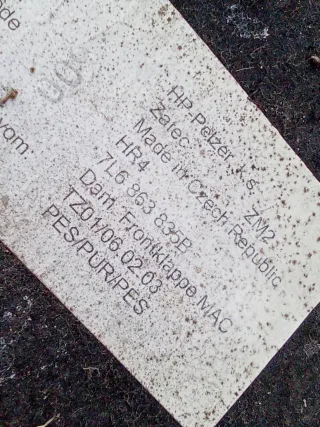 HP-Pelzer k.s.
Zatec ZM2
Made in Czech Republic
HR4
7L6 863 835B
Dam. Frontklappe MAC
TZ01/06.02.03
PES/PUR/PES
vom: